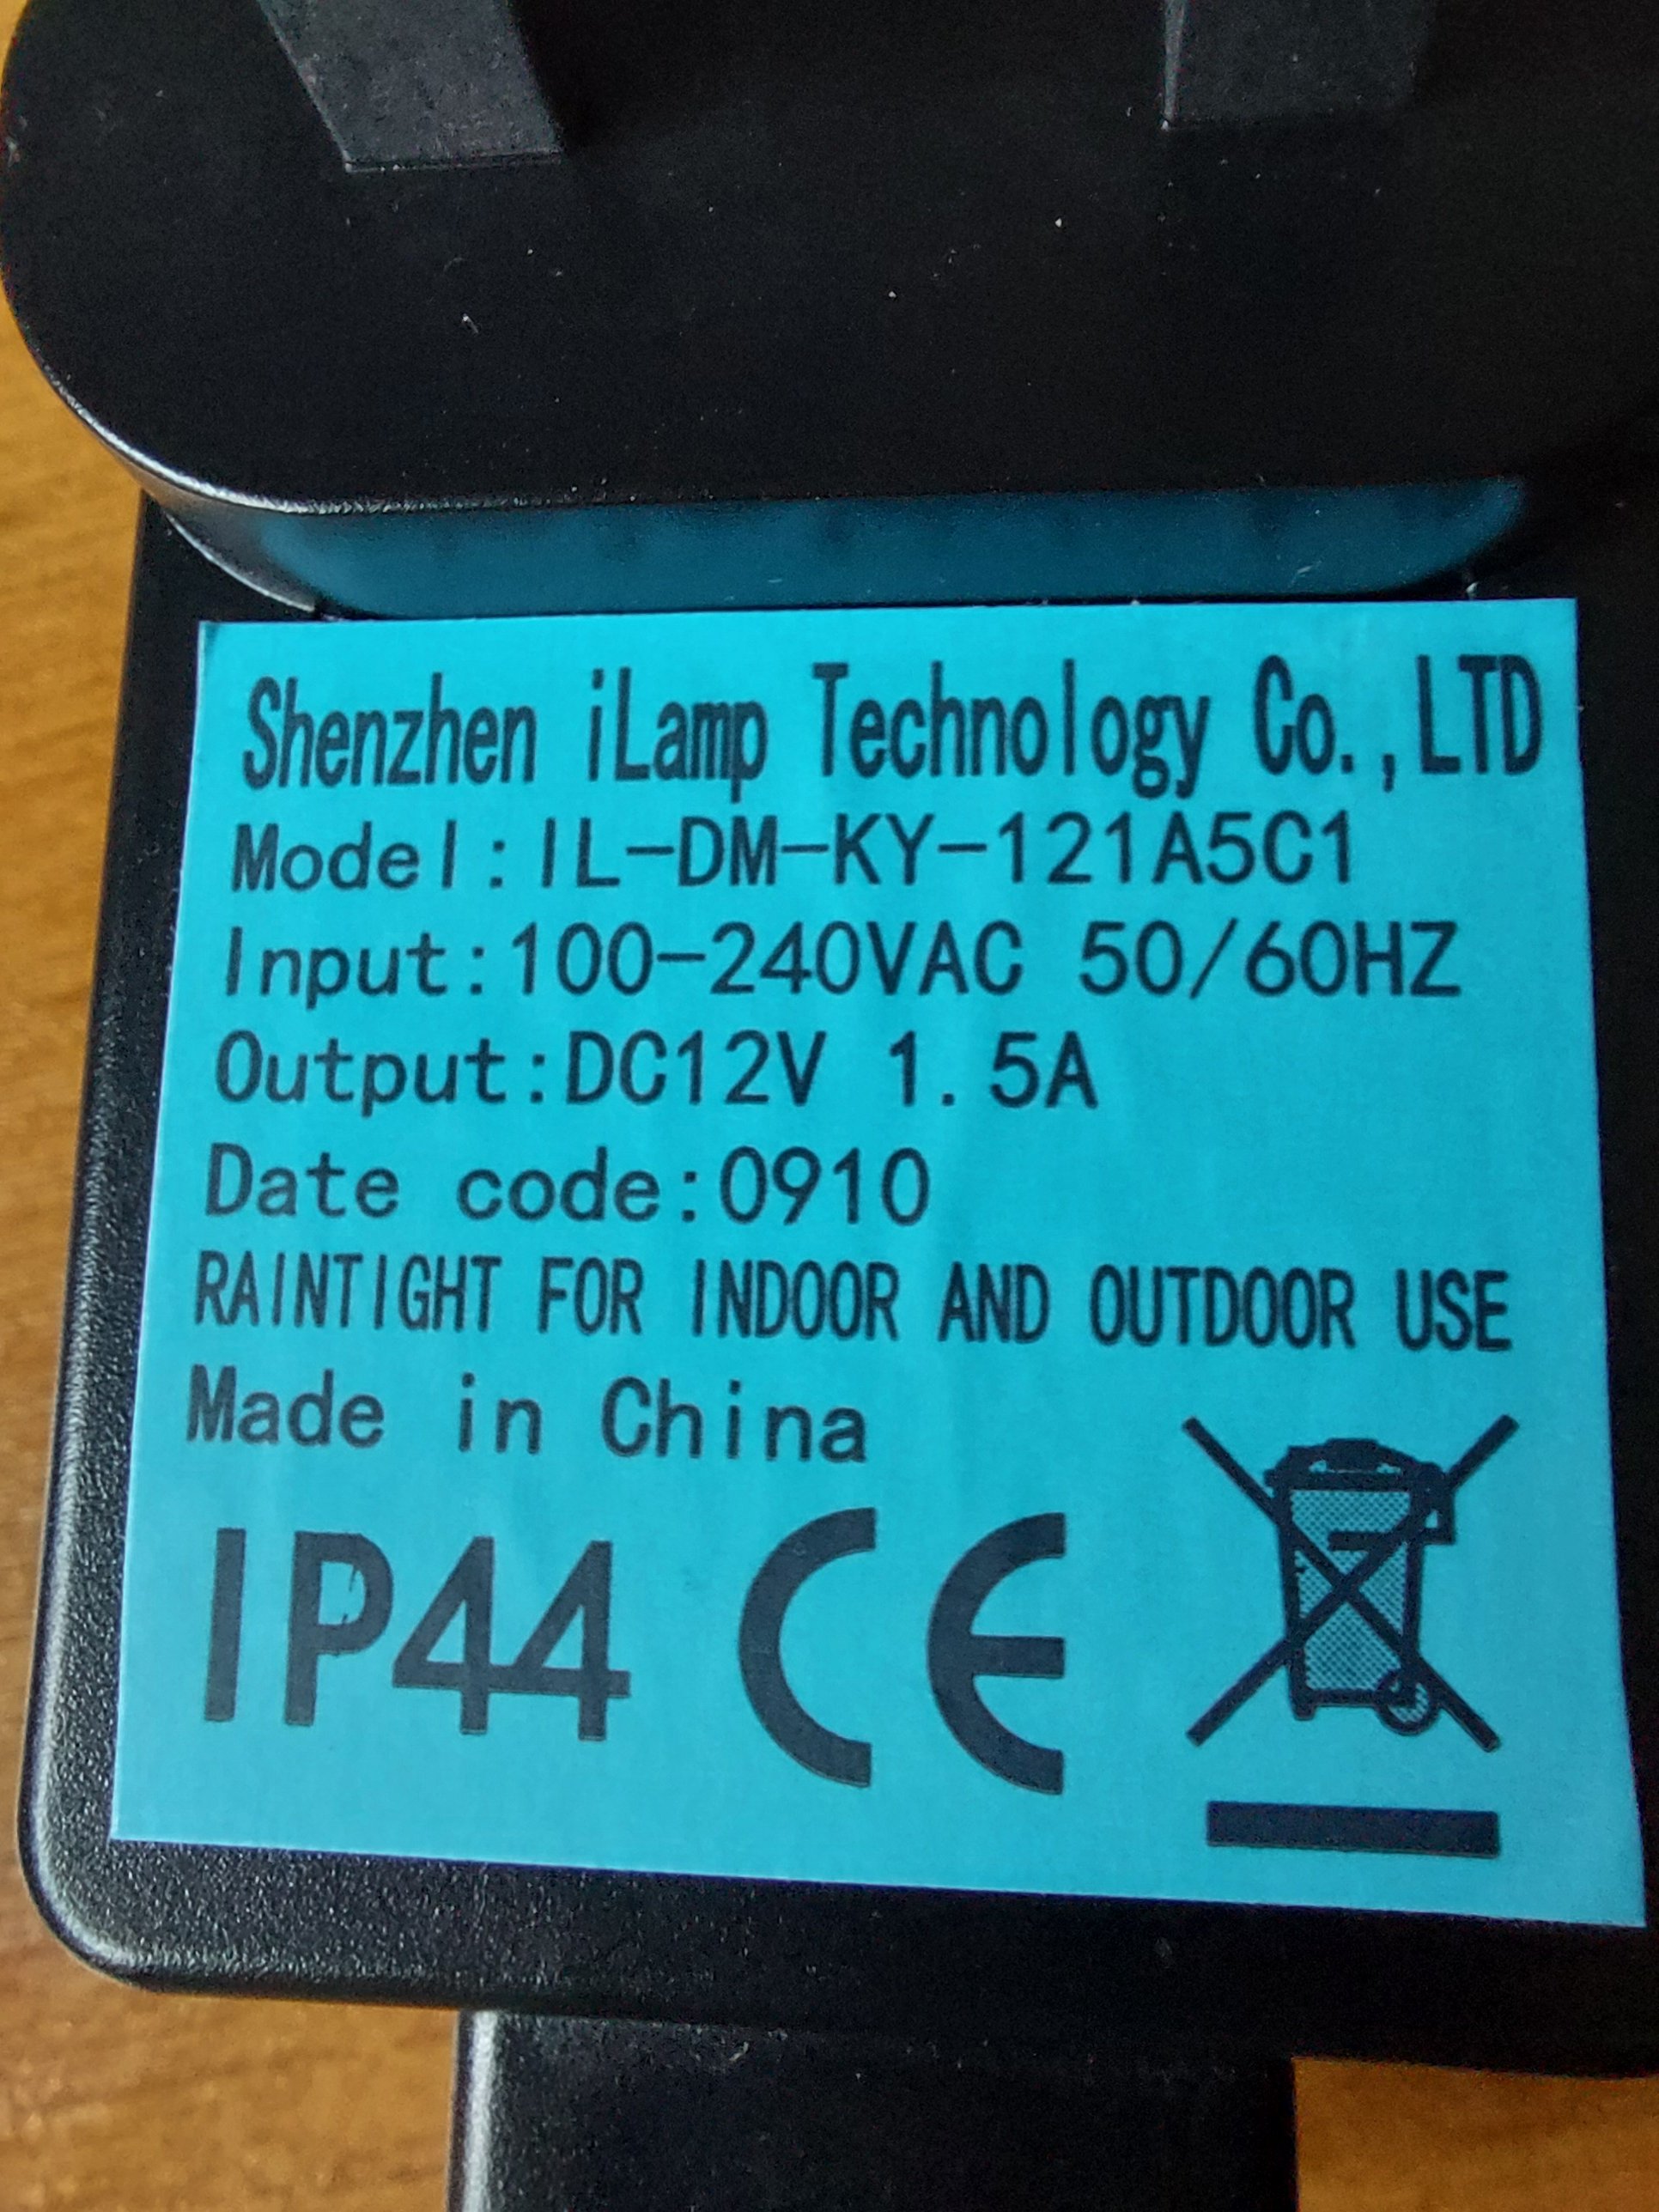 Shenzhen iLamp Technology Co.,LTD
Model:IL-DM-KY-121A5C1
Input:100-240VAC 50/60HZ
Output:DC12V 1.5A
Date code:0910
RAINTIGHT FOR INDOOR AND OUTDOOR USE
Made in China
IP44 CE